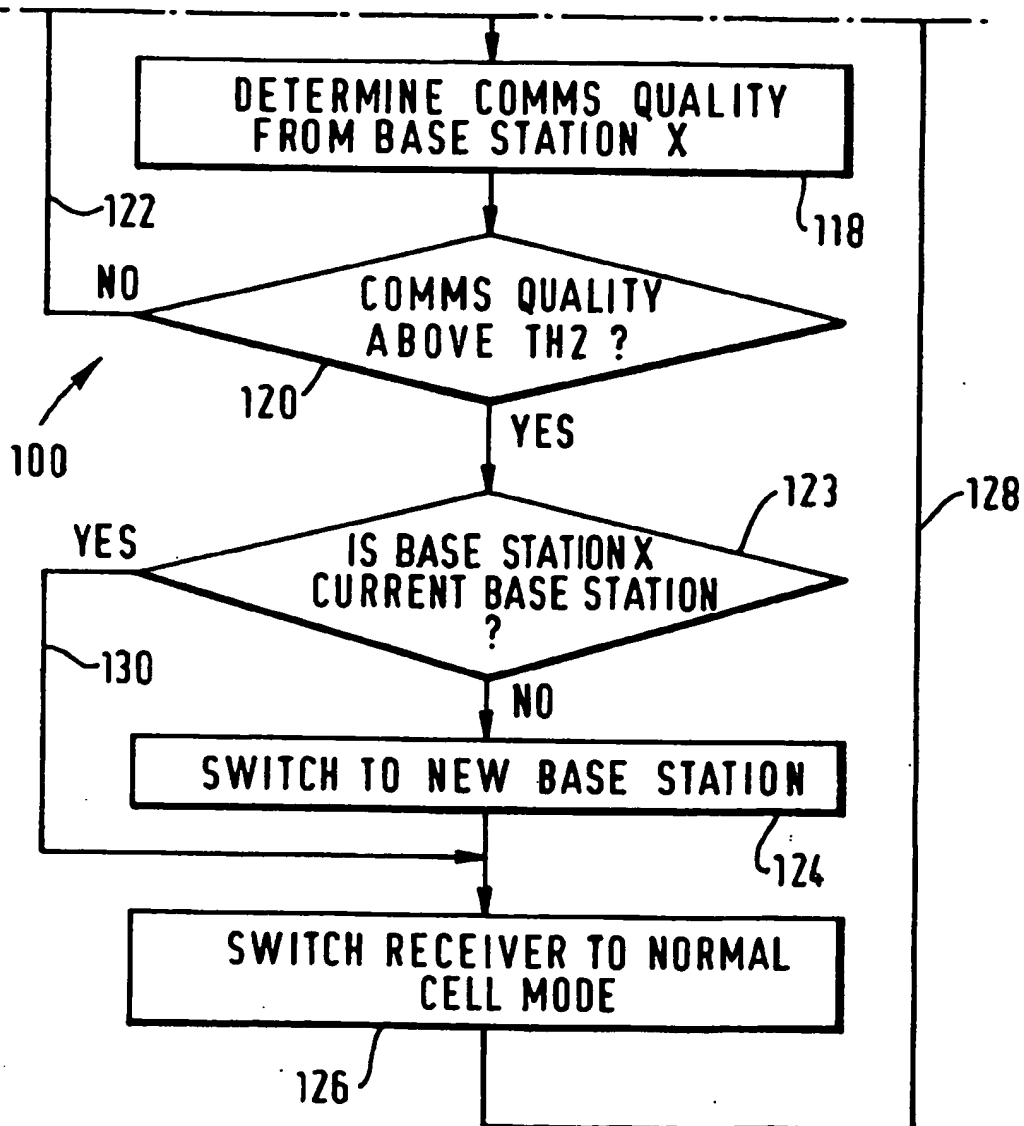 DETERMINE COMMS QUALITY
FROM BASE STATION X
122
118
NO
COMMS QUALITY
ABOVE TH2 ?
120
100
YES
123
128
YES
IS BASE STATION X
CURRENT BASE STATION
?
130
NO
SWITCH TO NEW BASE STATION
124
SWITCH RECEIVER TO NORMAL
CELL MODE
126